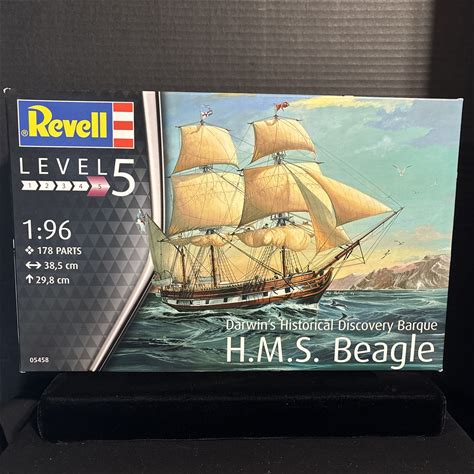 Revell
LEVEL 5
1 2 3 4 5
1:96
178 PARTS
38,5 cm
29,8 cm
05458
Darwin's Historical Discovery Barque
H.M.S. Beagle